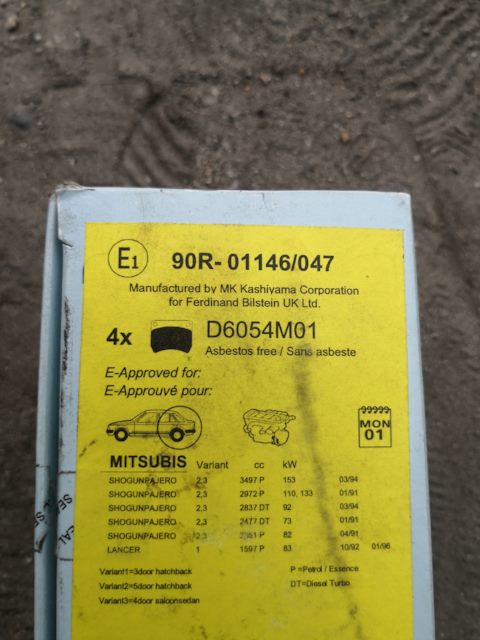 E1 90R-01146/047
Manufactured by MK Kashiyama Corporation
for Ferdinand Bilstein UK Ltd.
4x D6054M01
Asbestos free / Sans asbeste
E-Approved for:
E-Approuvé pour:
99999
MON
01
MITSUBIS Variant cc kW
SHOGUNPAJERO 2,3 3497 P 153 03/94
SHOGUNPAJERO 2,3 2972 P 110, 133 01/91
SHOGUNPAJERO 2,3 2837 DT 92 03/94
SHOGUNPAJERO 2,3 2477 DT 73 01/91
SHOGUNPAJERO 2,3 P 82 04/91
LANCER 1 1597 P 83 10/92 01/96
Variant1=3door hatchback P =Petrol / Essence
Variant2=5door hatchback DT=Diesel Turbo
Variant3=4door saloonsedan